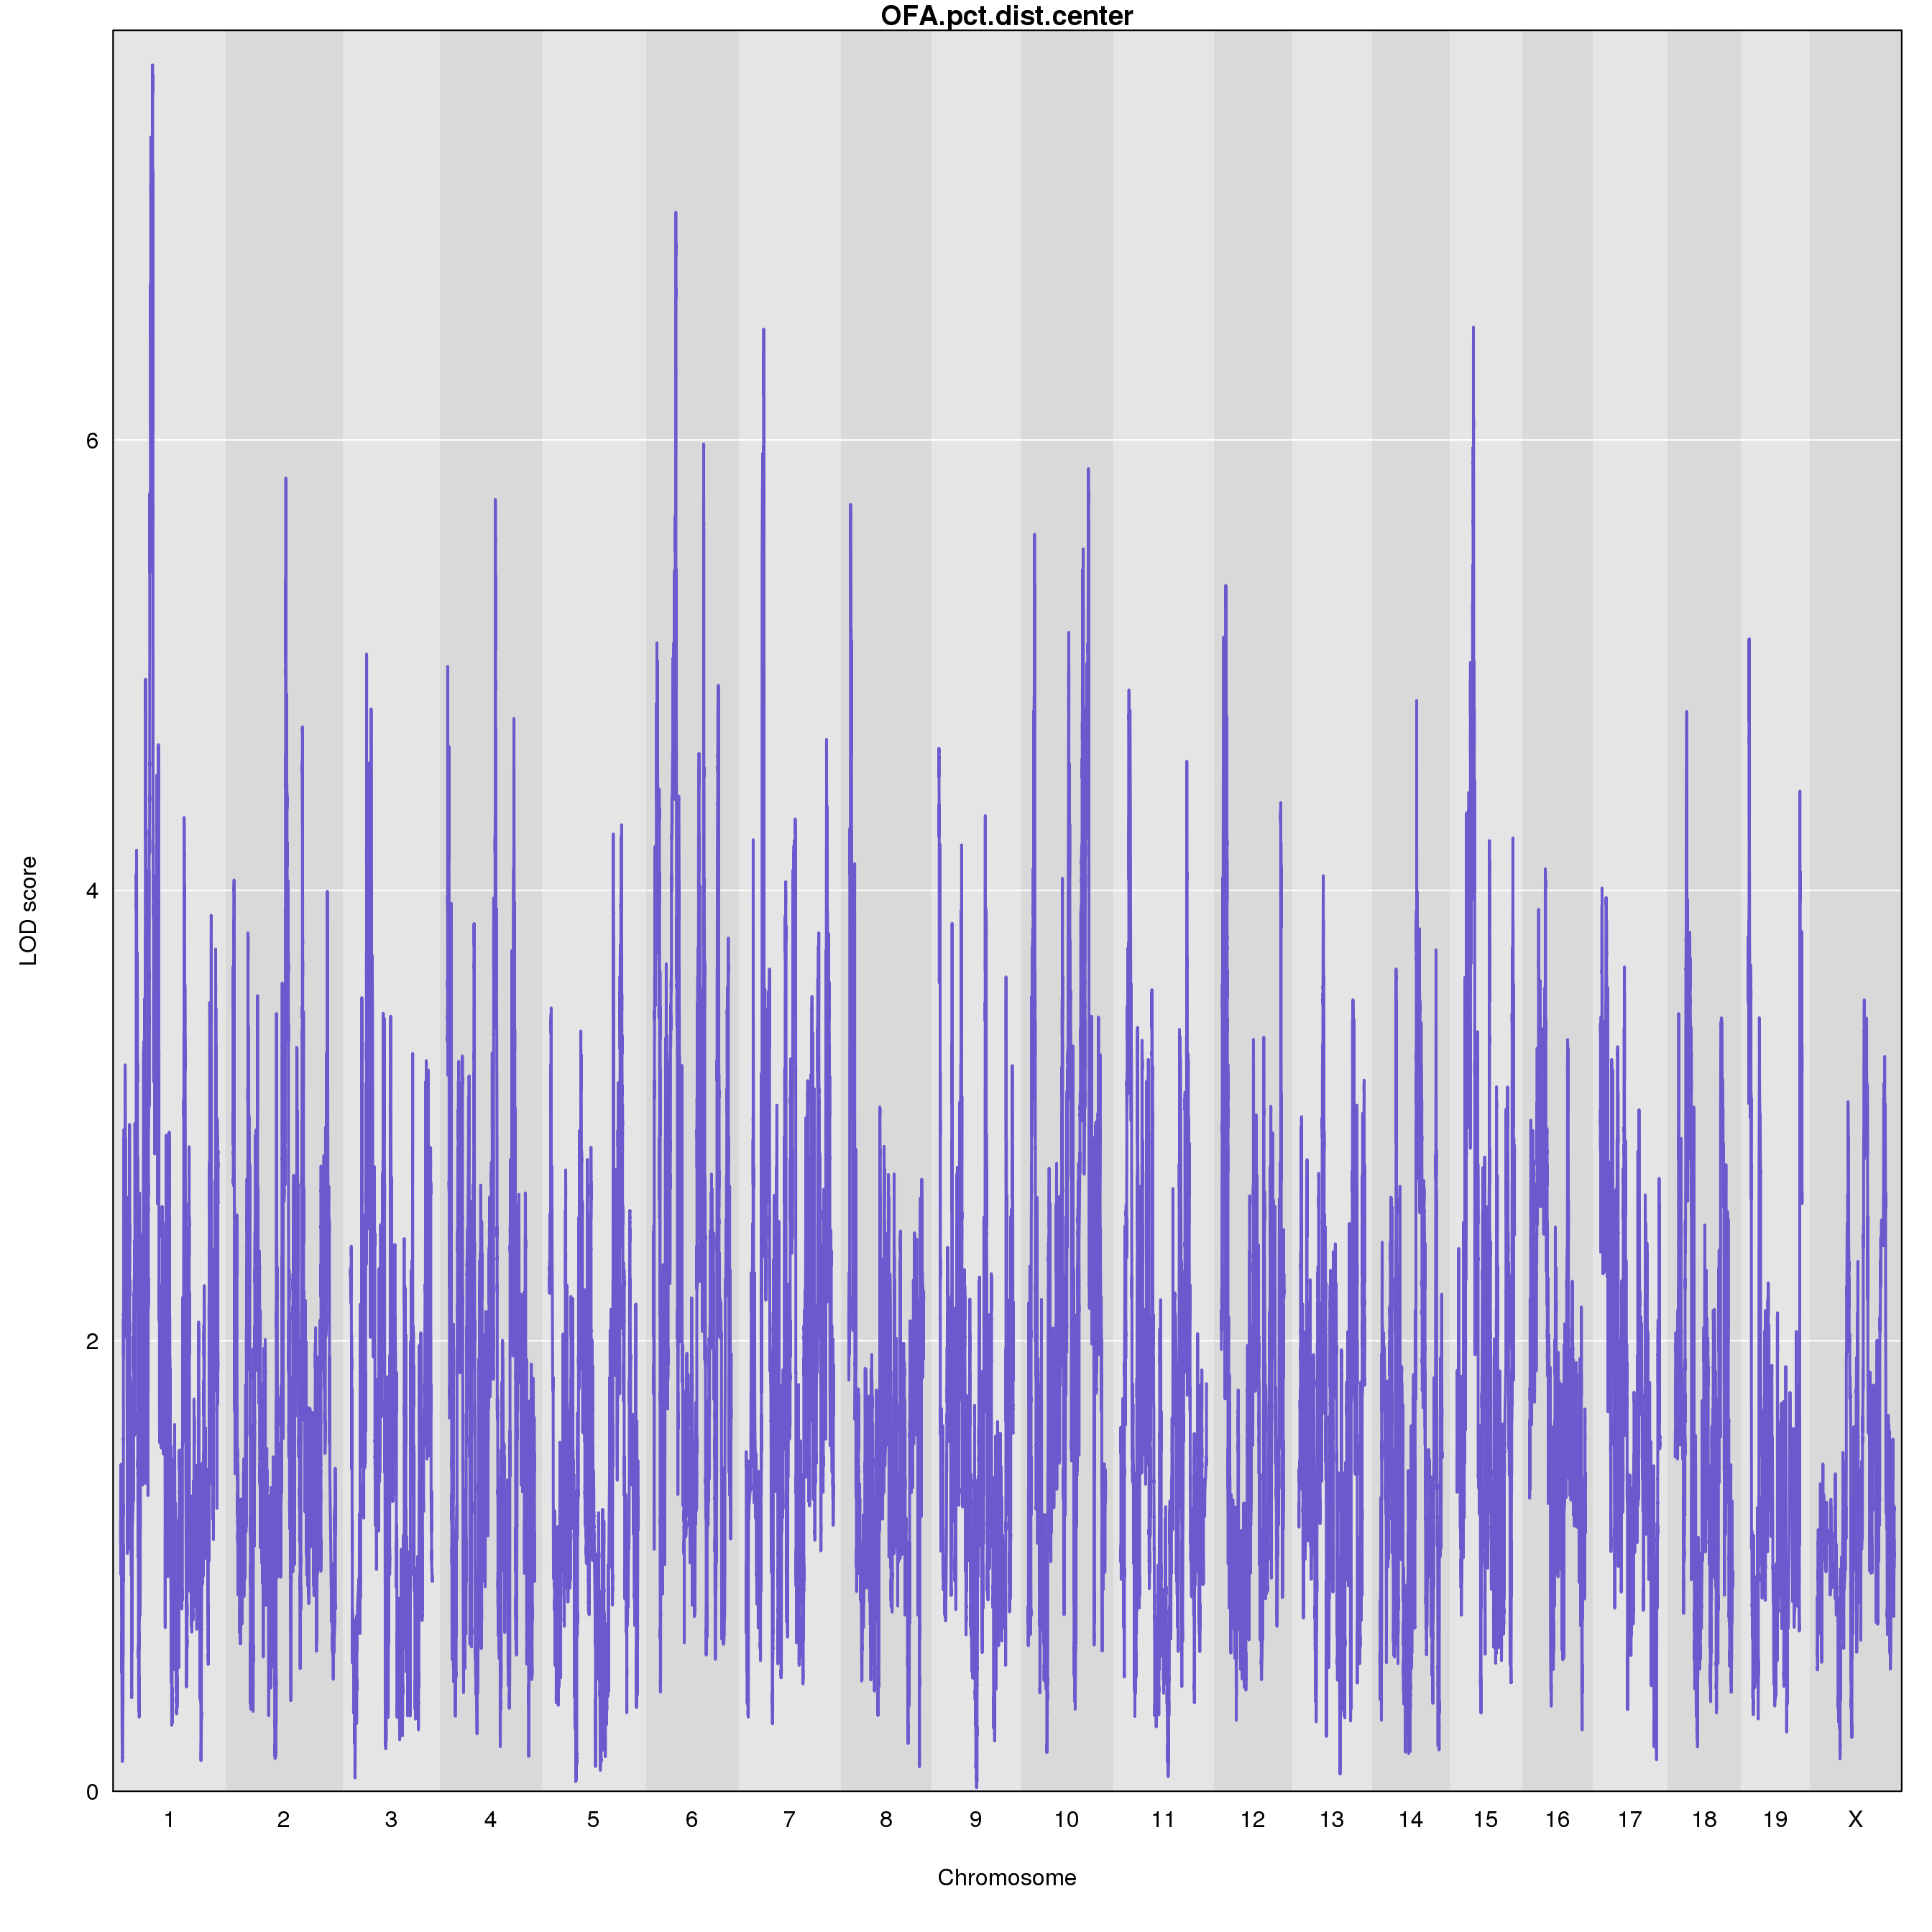 OFA.pct.dist.center
LOD score
6
4
2
0
1 2 3 4 5 6 7 8 9 10 11 12 13 14 15 16 17 18 19 X
Chromosome